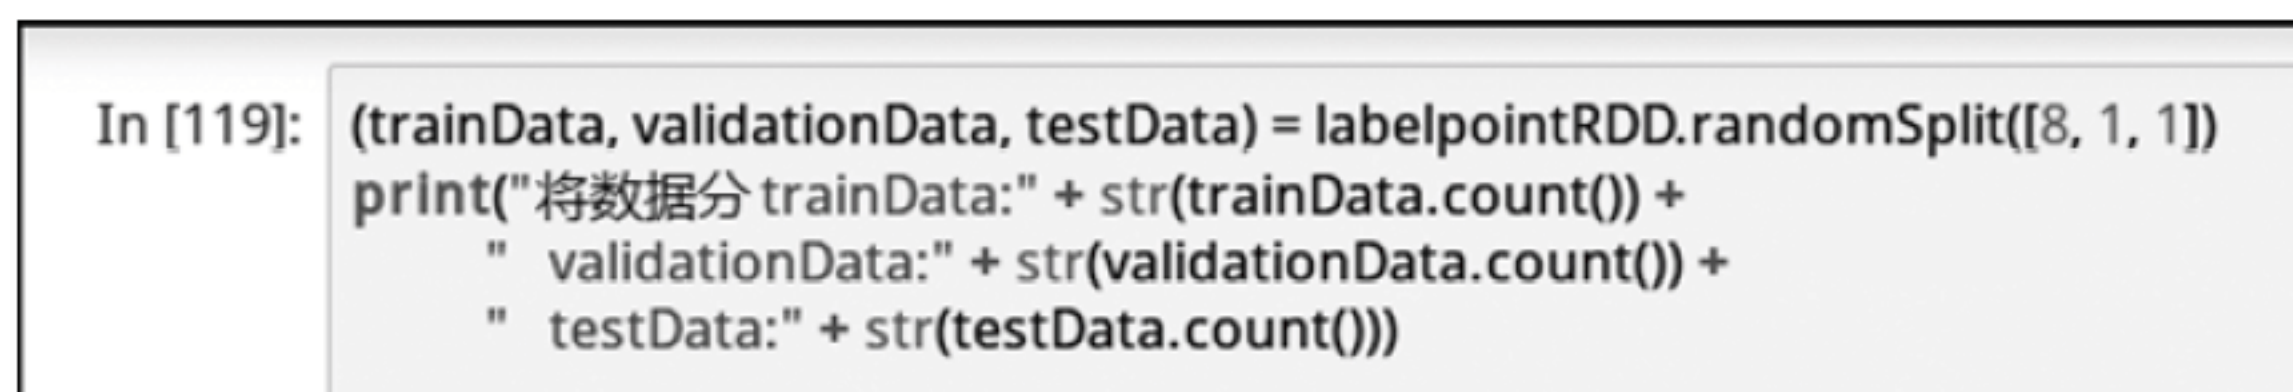 In [119]: (trainData, validationData, testData) = labelpointRDD.randomSplit([8, 1, 1])
print("将数据分 trainData:" + str(trainData.count()) +
"   validationData:" + str(validationData.count()) +
"   testData:" + str(testData.count()))